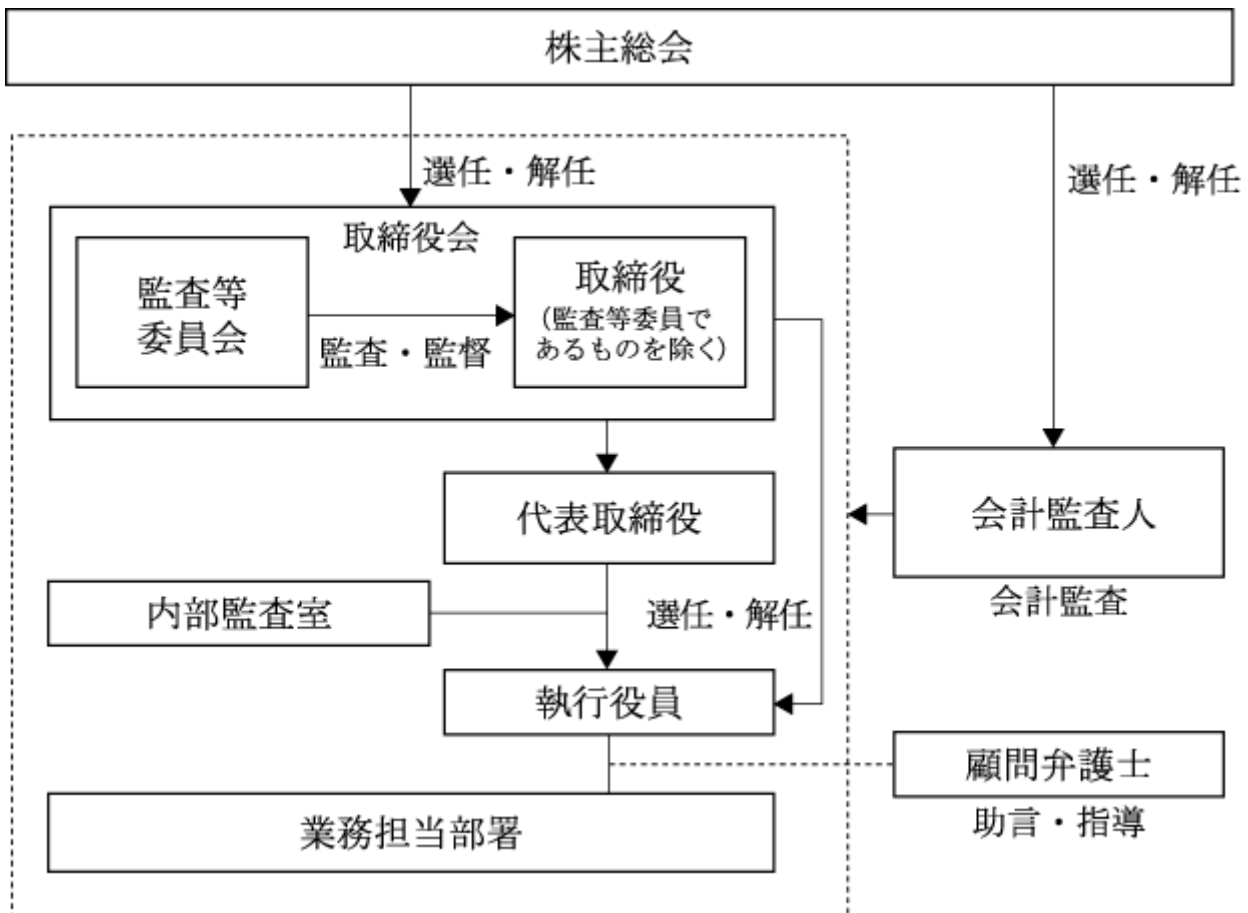 株主総会
選任・解任
選任・解任
取締役会
監査等
委員会
監査・監督
取締役
(監査等委員で
あるものを除く)
代表取締役
会計監査人
会計監査
内部監査室
選任・解任
執行役員
顧問弁護士
助言・指導
業務担当部署